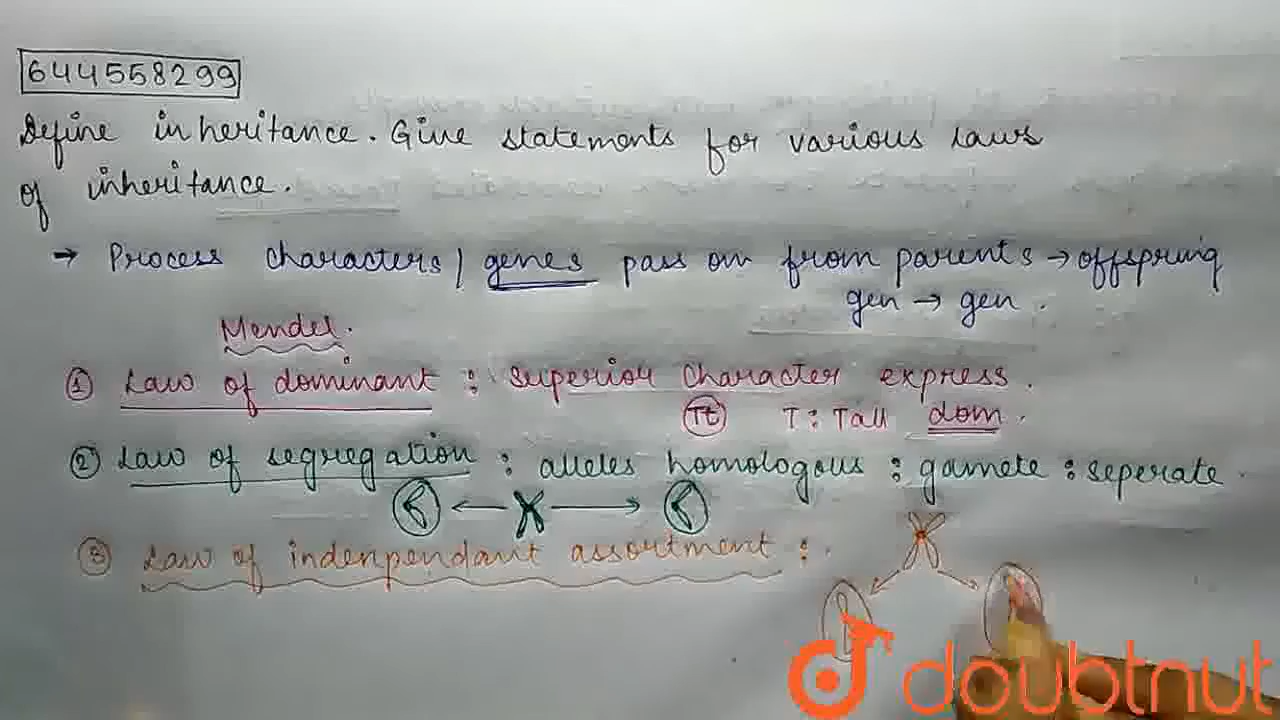 644558299
Define inheritance. Give statements for various laws
of inheritance.
→ Process characters / genes pass on from parents → offspring
gen → gen.
Mendel.
① Law of dominant : superior character express.
Tt T : Tall dom.
② Law of segregation : alleles homologous : gamete : seperate.
③ Law of indenpendant assortment :
doubtnut